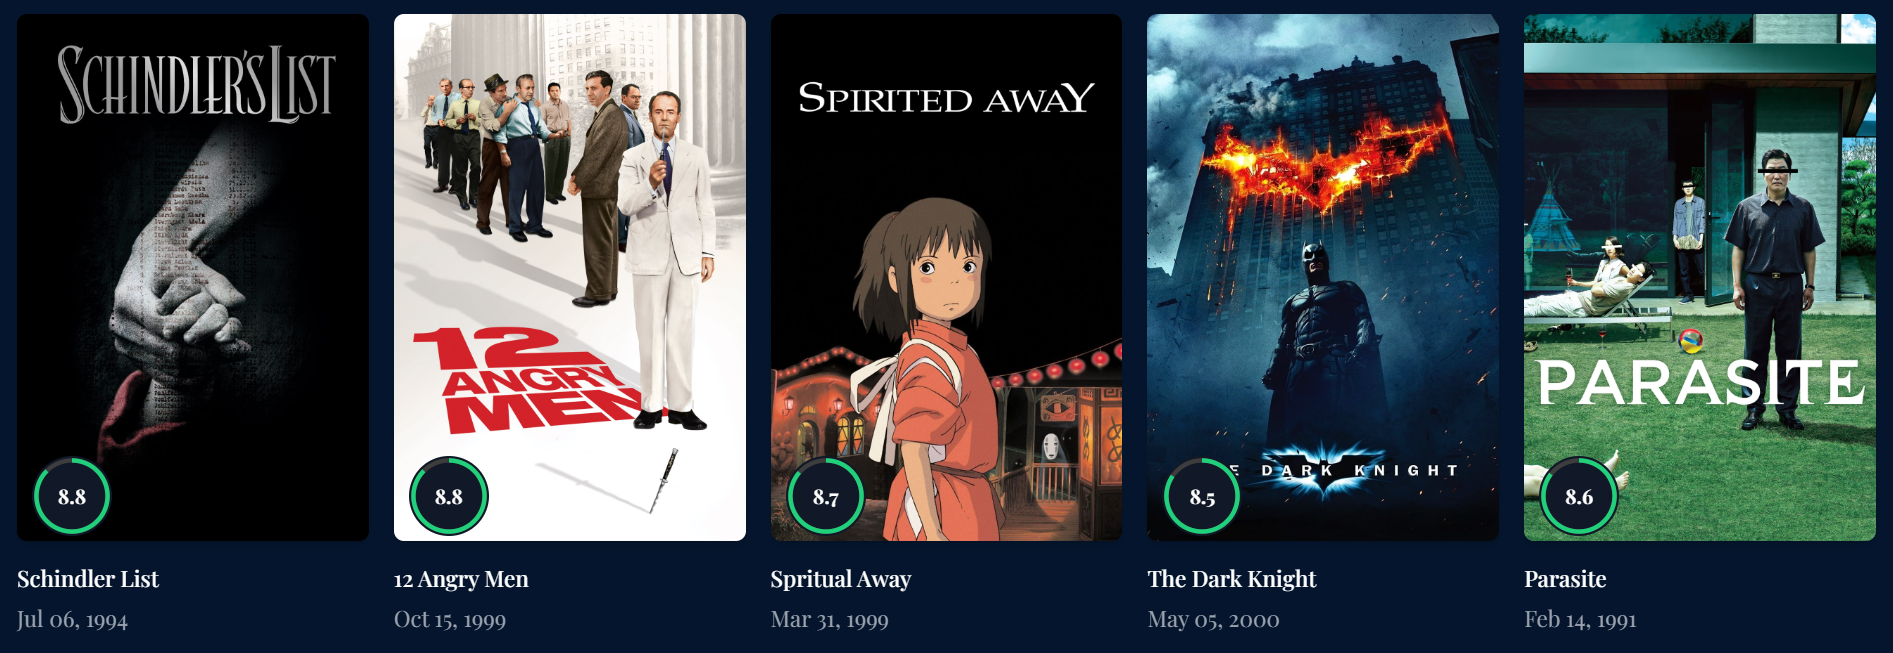 SCHINDLER'S LIST
8.8
Schindler List
Jul 06, 1994
12
ANGRY
MEN
8.8
12 Angry Men
Oct 15, 1999
SPIRITED AWAY
8.7
Spritual Away
Mar 31, 1999
E DARK KNIGHT
8.5
The Dark Knight
May 05, 2000
PARASITE
8.6
Parasite
Feb 14, 1991